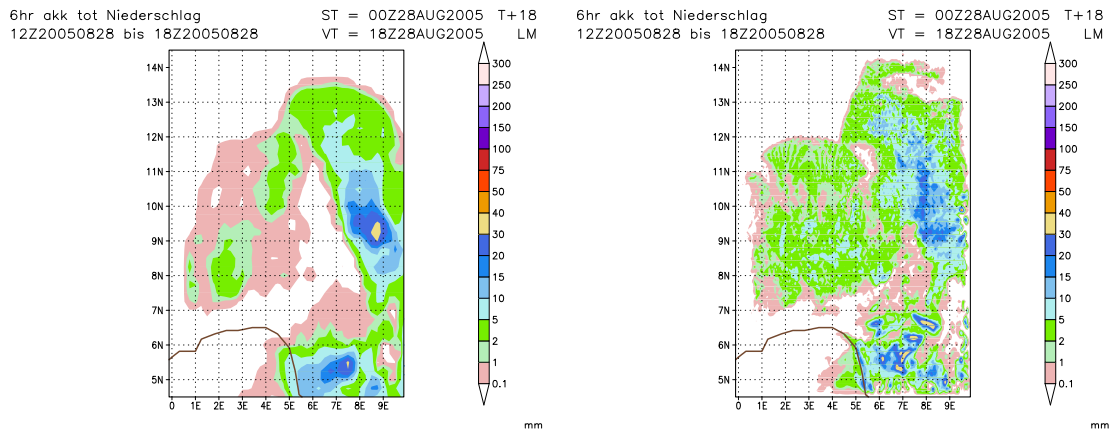 6hr akk tot Niederschlag ST = 00Z28AUG2005 T+18
12Z20050828 bis 18Z20050828 VT = 18Z28AUG2005 LM
14N
13N
12N
11N
10N
9N
8N
7N
6N
5N
0 1E 2E 3E 4E 5E 6E 7E 8E 9E
300
250
200
150
100
75
50
40
30
20
15
10
5
2
1
0.1
mm
6hr akk tot Niederschlag ST = 00Z28AUG2005 T+18
12Z20050828 bis 18Z20050828 VT = 18Z28AUG2005 LM
14N
13N
12N
11N
10N
9N
8N
7N
6N
5N
0 1E 2E 3E 4E 5E 6E 7E 8E 9E
300
250
200
150
100
75
50
40
30
20
15
10
5
2
1
0.1
mm